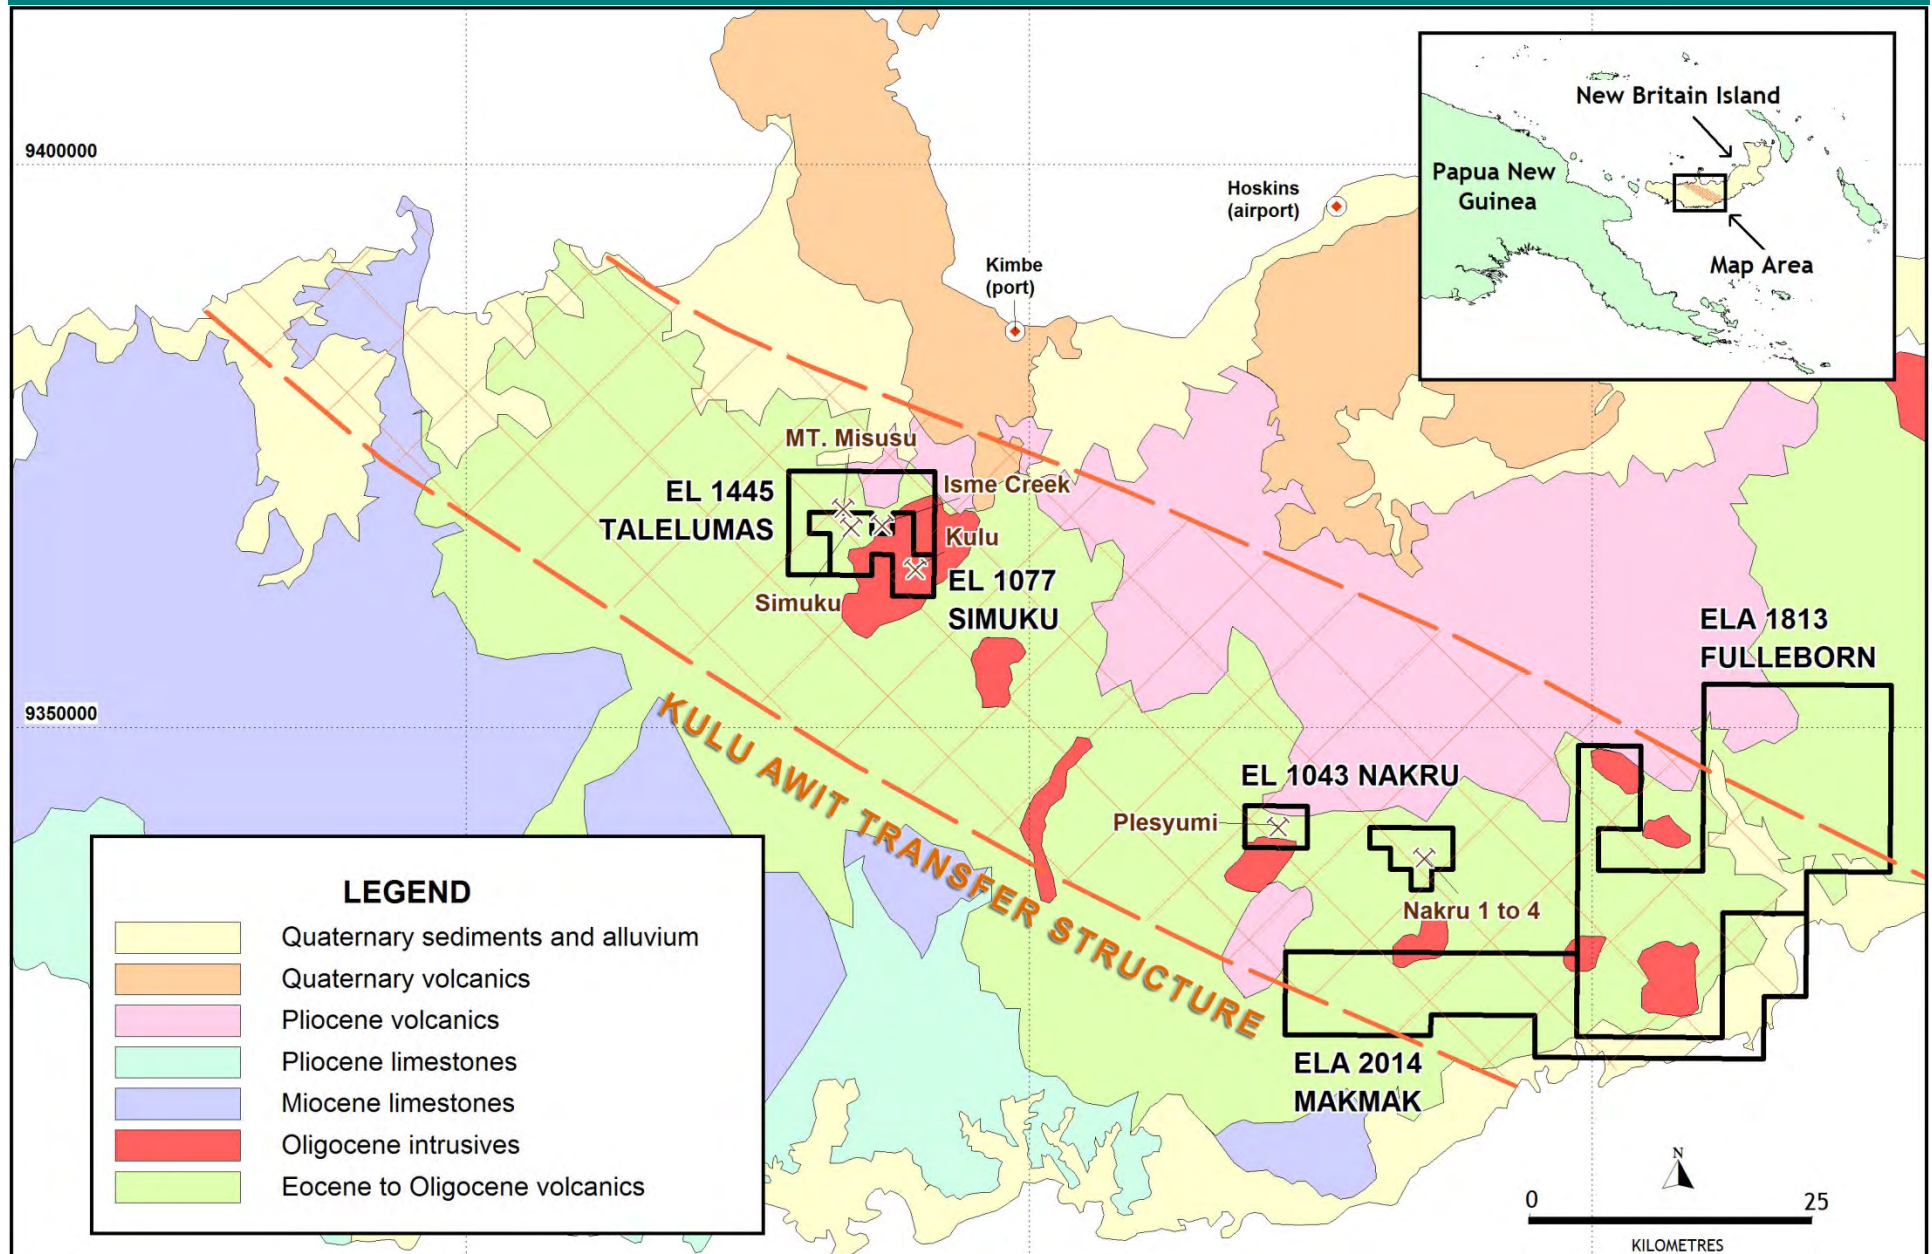 9400000
9350000
New Britain Island
Papua New
Guinea
Map Area
Hoskins
(airport)
Kimbe
(port)
MT. Misusu
EL 1445
TALELUMAS
Isme Creek
Kulu
EL 1077
SIMUKU
Simuku
ELA 1813
FULLEBORN
KULU AWIT TRANSFER STRUCTURE
EL 1043 NAKRU
Plesyumi
Nakru 1 to 4
ELA 2014
MAKMAK
LEGEND
Quaternary sediments and alluvium
Quaternary volcanics
Pliocene volcanics
Pliocene limestones
Miocene limestones
Oligocene intrusives
Eocene to Oligocene volcanics
N
0 25
KILOMETRES